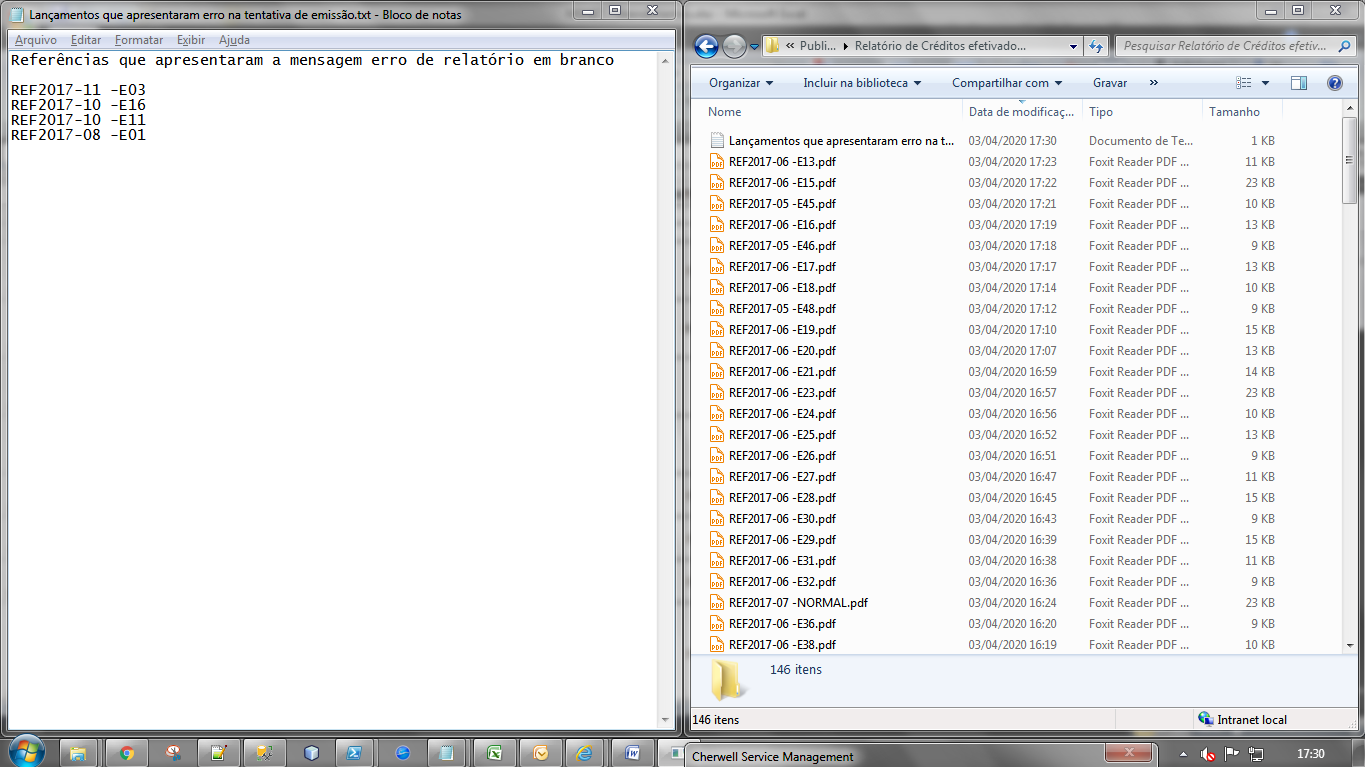 Lançamentos que apresentaram erro na tentativa de emissão.txt - Bloco de notas
Arquivo Editar Formatar Exibir Ajuda
Referências que apresentaram a mensagem erro de relatório em branco
REF2017-11 -E03
REF2017-10 -E16
REF2017-10 -E11
REF2017-08 -E01
« Publi... Relatório de Créditos efetivado...
Pesquisar Relatório de Créditos efetiv...
Organizar Incluir na biblioteca Compartilhar com Gravar »
Nome Data de modificaç... Tipo Tamanho
Lançamentos que apresentaram erro na t... 03/04/2020 17:30 Documento de Te... 1 KB
REF2017-06 -E13.pdf 03/04/2020 17:23 Foxit Reader PDF ... 11 KB
REF2017-06 -E15.pdf 03/04/2020 17:22 Foxit Reader PDF ... 23 KB
REF2017-05 -E45.pdf 03/04/2020 17:21 Foxit Reader PDF ... 10 KB
REF2017-06 -E16.pdf 03/04/2020 17:19 Foxit Reader PDF ... 13 KB
REF2017-05 -E46.pdf 03/04/2020 17:18 Foxit Reader PDF ... 9 KB
REF2017-06 -E17.pdf 03/04/2020 17:17 Foxit Reader PDF ... 13 KB
REF2017-06 -E18.pdf 03/04/2020 17:14 Foxit Reader PDF ... 10 KB
REF2017-05 -E48.pdf 03/04/2020 17:12 Foxit Reader PDF ... 9 KB
REF2017-06 -E19.pdf 03/04/2020 17:10 Foxit Reader PDF ... 15 KB
REF2017-06 -E20.pdf 03/04/2020 17:07 Foxit Reader PDF ... 13 KB
REF2017-06 -E21.pdf 03/04/2020 16:59 Foxit Reader PDF ... 14 KB
REF2017-06 -E23.pdf 03/04/2020 16:57 Foxit Reader PDF ... 23 KB
REF2017-06 -E24.pdf 03/04/2020 16:56 Foxit Reader PDF ... 10 KB
REF2017-06 -E25.pdf 03/04/2020 16:52 Foxit Reader PDF ... 13 KB
REF2017-06 -E26.pdf 03/04/2020 16:51 Foxit Reader PDF ... 9 KB
REF2017-06 -E27.pdf 03/04/2020 16:47 Foxit Reader PDF ... 11 KB
REF2017-06 -E28.pdf 03/04/2020 16:45 Foxit Reader PDF ... 15 KB
REF2017-06 -E30.pdf 03/04/2020 16:43 Foxit Reader PDF ... 9 KB
REF2017-06 -E29.pdf 03/04/2020 16:39 Foxit Reader PDF ... 15 KB
REF2017-06 -E31.pdf 03/04/2020 16:38 Foxit Reader PDF ... 11 KB
REF2017-06 -E32.pdf 03/04/2020 16:36 Foxit Reader PDF ... 9 KB
REF2017-07 -NORMAL.pdf 03/04/2020 16:24 Foxit Reader PDF ... 23 KB
REF2017-06 -E36.pdf 03/04/2020 16:20 Foxit Reader PDF ... 9 KB
REF2017-06 -E38.pdf 03/04/2020 16:19 Foxit Reader PDF ... 10 KB
146 itens
146 itens Intranet local
Cherwell Service Management
17:30